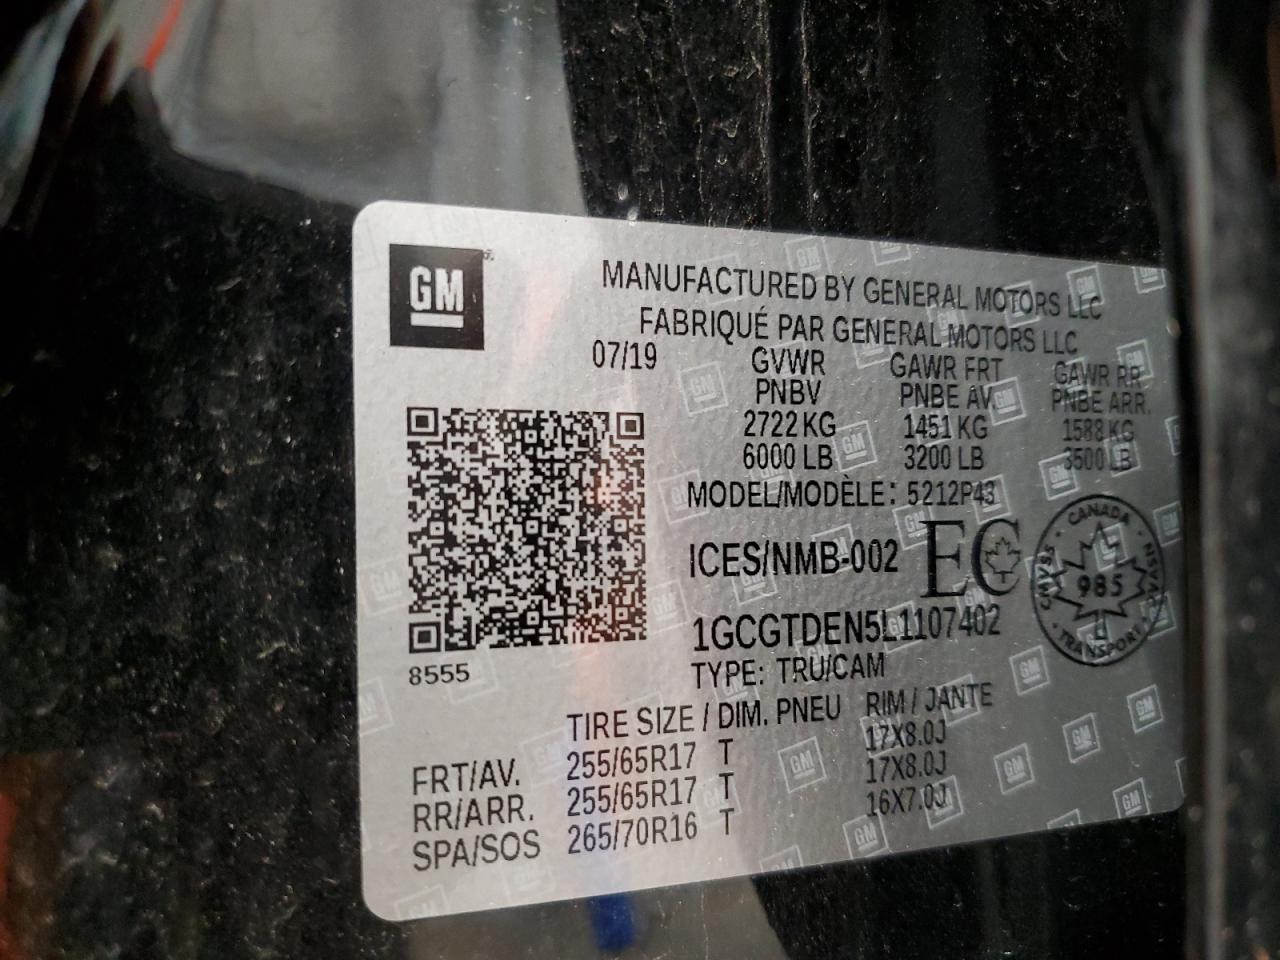 GM
MANUFACTURED BY GENERAL MOTORS LLC
FABRIQUÉ PAR GENERAL MOTORS LLC
07/19 GVWR GAWR FRT GAWR RR
PNBV PNBE AV. PNBE ARR.
2722 KG 1451 KG 1588 KG
6000 LB 3200 LB 3500 LB
MODEL/MODÈLE: 5212P43
ICES/NMB-002 EC
CANADA
CMVSS 985 NSVAC
TRANSPORT
1GCGTDEN5L1107402
8555
TYPE: TRU/CAM
TIRE SIZE / DIM. PNEU RIM / JANTE
FRT/AV. 255/65R17 T 17X8.0J
RR/ARR. 255/65R17 T 17X8.0J
SPA/SOS 265/70R16 T 16X7.0J